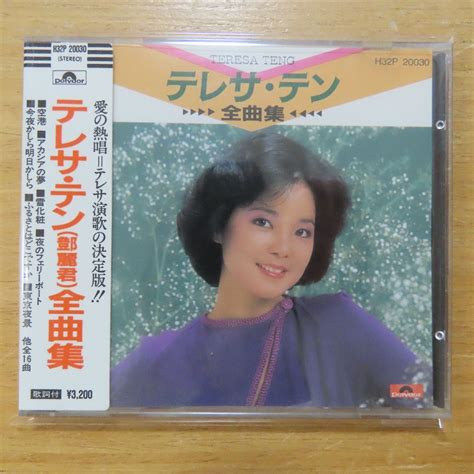 H32P 20030
(STEREO)
Polydor
愛の熱唱=テレサ演歌の決定版!!
テレサ・テン(鄧麗君)全曲集
■空港 ■アカシアの夢 ■雪化粧 ■夜のフェリーボート
■今夜かしら明日かしら ■ふるさとはどこですか ■東京夜景 他全16曲
歌詞付 ¥3,200
TERESA TENG
H32P 20030
テレサ・テン
全曲集
Polydor